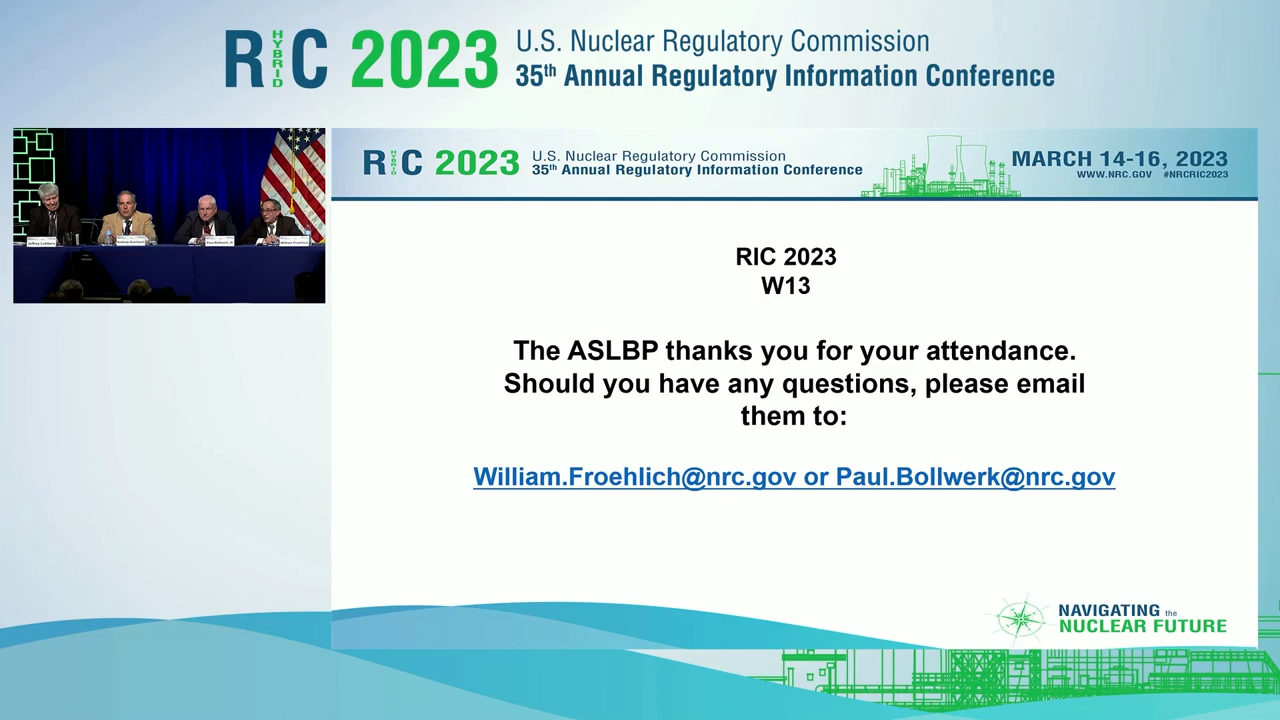 RIC 2023
HYBRID
U.S. Nuclear Regulatory Commission
35th Annual Regulatory Information Conference
RIC 2023
HYBRID
U.S. Nuclear Regulatory Commission
35th Annual Regulatory Information Conference
MARCH 14-16, 2023
WWW.NRC.GOV #NRCRIC2023
RIC 2023
W13
The ASLBP thanks you for your attendance.
Should you have any questions, please email
them to:
William.Froehlich@nrc.gov or Paul.Bollwerk@nrc.gov
NAVIGATING the
NUCLEAR FUTURE